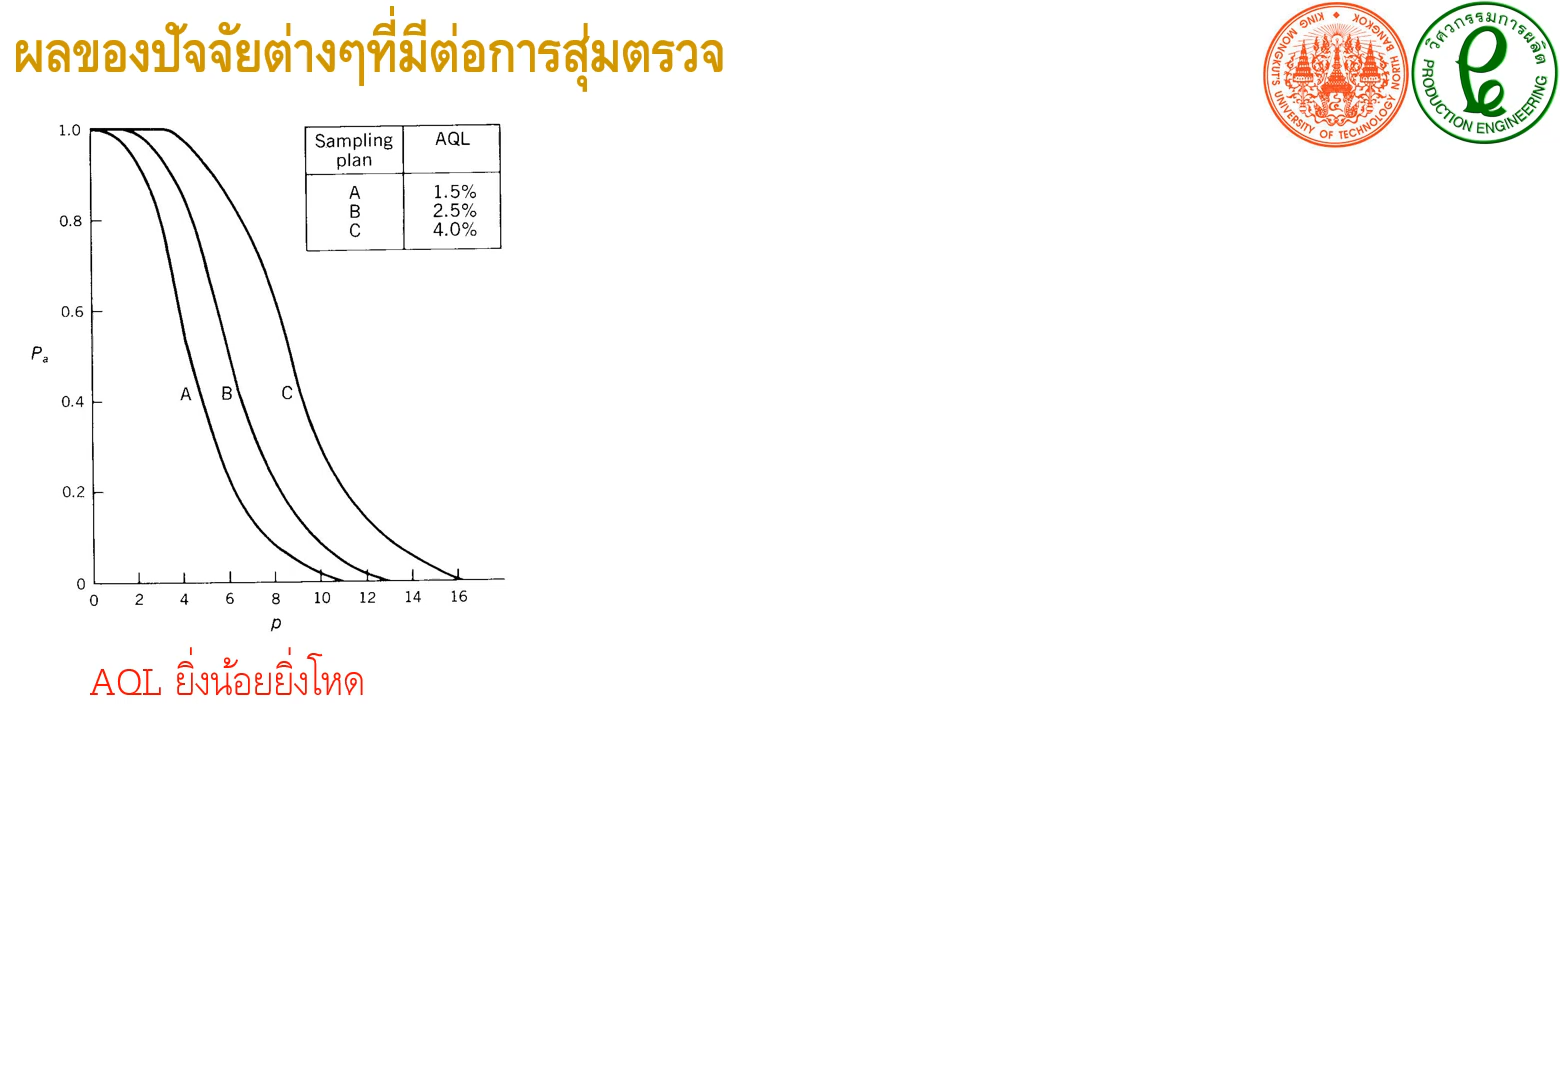 ผลของปัจจัยต่างๆที่มีต่อการสุ่มตรวจ
KING MONGKUT'S UNIVERSITY OF TECHNOLOGY NORTH BANGKOK
วิศวกรรมการผลิต
PRODUCTION ENGINEERING
1.0
0.8
0.6
Pa
0.4
0.2
0
Sampling plan AQL
A 1.5%
B 2.5%
C 4.0%
A B C
0 2 4 6 8 10 12 14 16
p
AQL ยิ่งน้อยยิ่งโหด